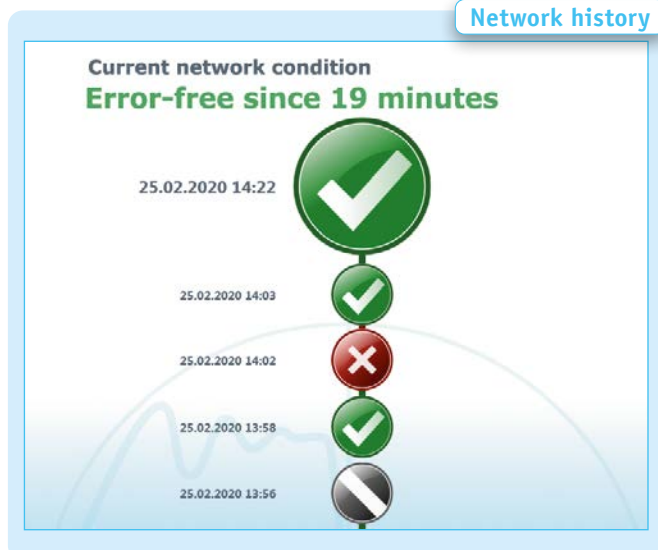 Network history
Current network condition
Error-free since 19 minutes
25.02.2020 14:22
25.02.2020 14:03
25.02.2020 14:02
25.02.2020 13:58
25.02.2020 13:56